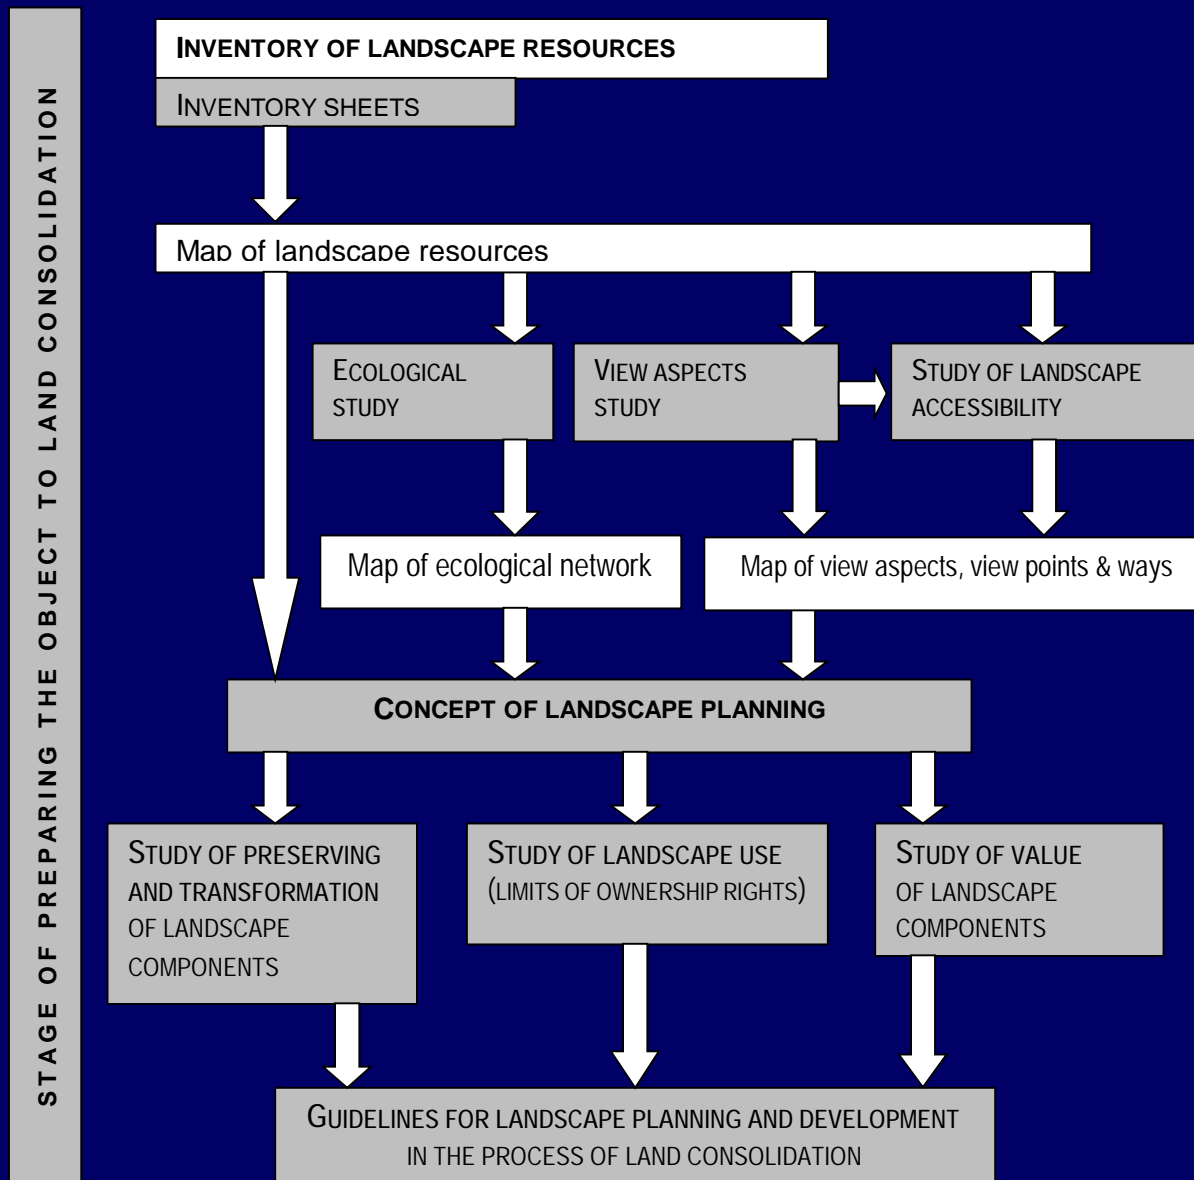 STAGE OF PREPARING THE OBJECT TO LAND CONSOLIDATION
INVENTORY OF LANDSCAPE RESOURCES
INVENTORY SHEETS
Map of landscape resources
ECOLOGICAL
STUDY
VIEW ASPECTS
STUDY
STUDY OF LANDSCAPE
ACCESSIBILITY
Map of ecological network
Map of view aspects, view points & ways
CONCEPT OF LANDSCAPE PLANNING
STUDY OF PRESERVING
AND TRANSFORMATION
OF LANDSCAPE
COMPONENTS
STUDY OF LANDSCAPE USE
(LIMITS OF OWNERSHIP RIGHTS)
STUDY OF VALUE
OF LANDSCAPE
COMPONENTS
GUIDELINES FOR LANDSCAPE PLANNING AND DEVELOPMENT
IN THE PROCESS OF LAND CONSOLIDATION